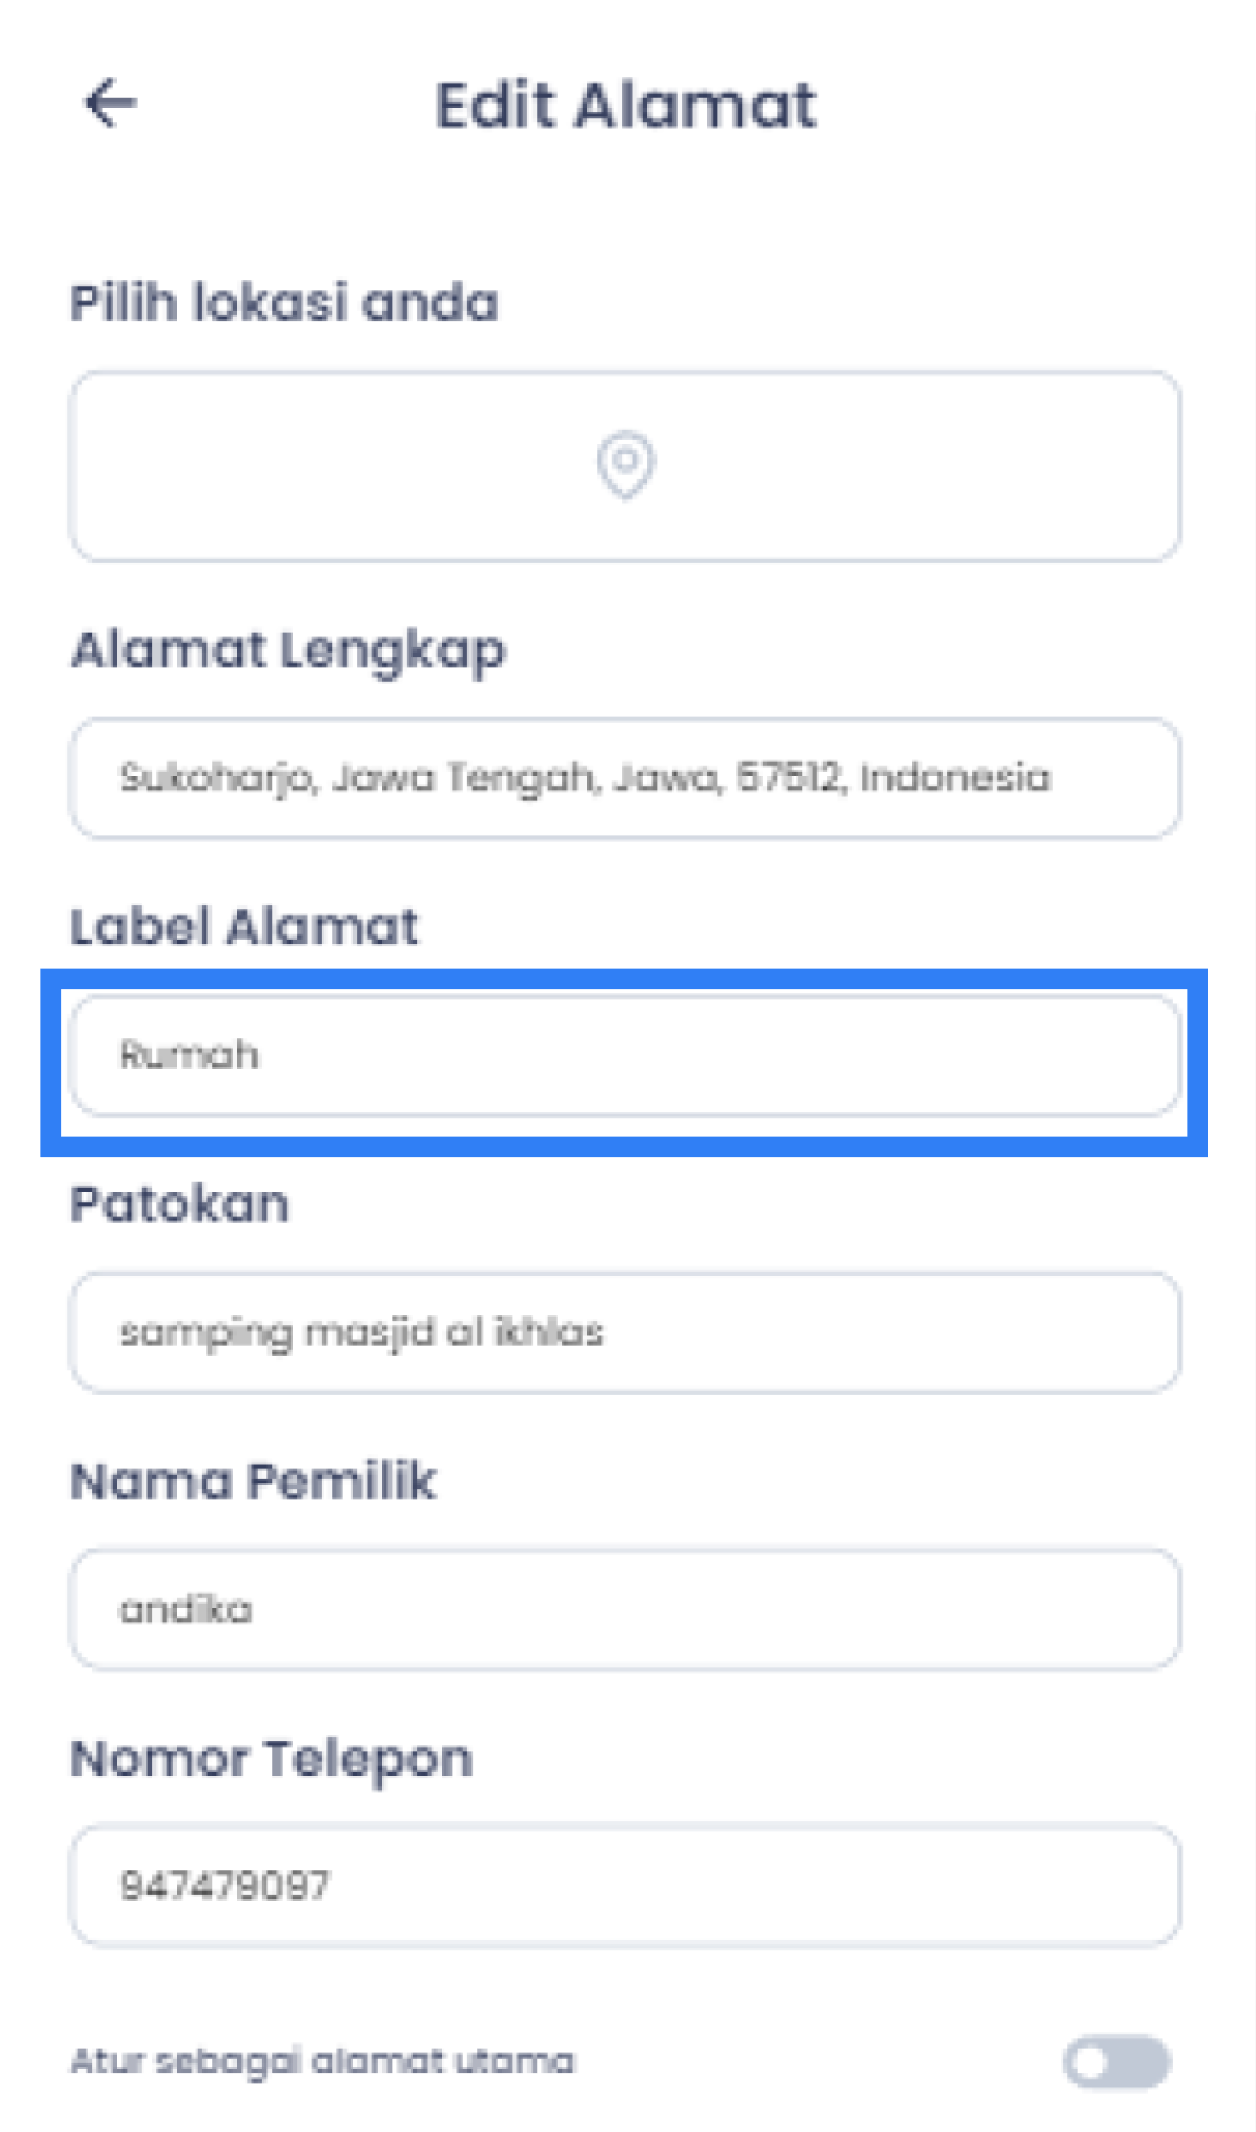 Edit Alamat
Pilih lokasi anda
Alamat Lengkap
Sukoharjo, Jawa Tengah, Jawa, 57512, Indonesia
Label Alamat
Rumah
Patokan
samping masjid al ikhlas
Nama Pemilik
andika
Nomor Telepon
947479097
Atur sebagai alamat utama